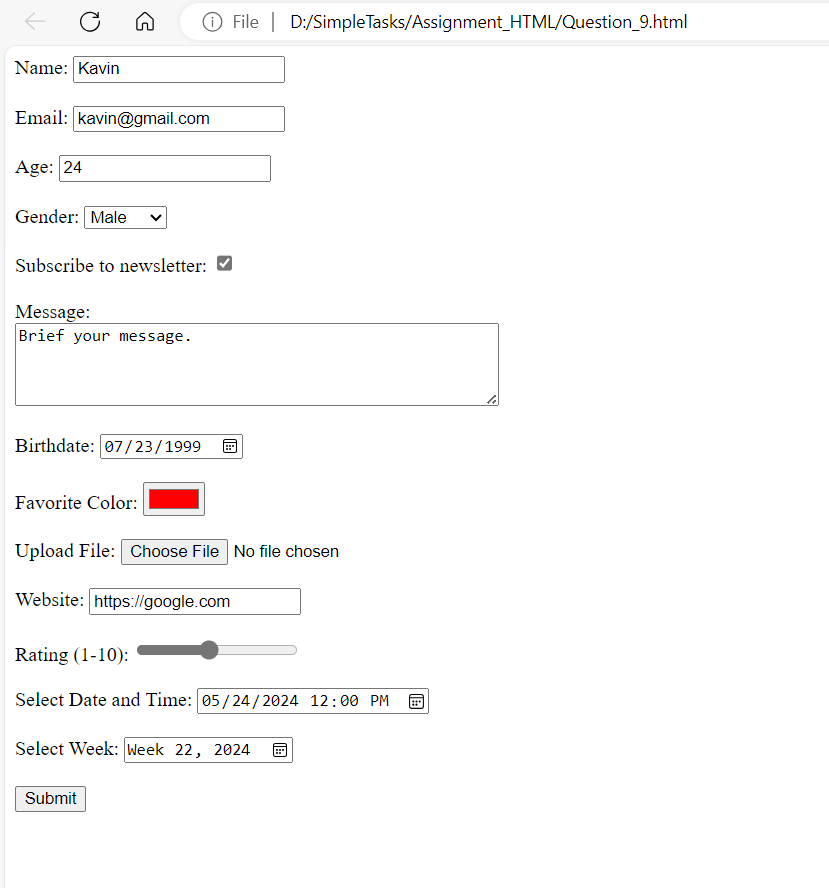 File | D:/SimpleTasks/Assignment_HTML/Question_9.html
Name: Kavin
Email: kavin@gmail.com
Age: 24
Gender: Male
Subscribe to newsletter:
Message:
Brief your message.
Birthdate: 07/23/1999
Favorite Color:
Upload File: Choose File No file chosen
Website: https://google.com
Rating (1-10):
Select Date and Time: 05/24/2024 12:00 PM
Select Week: Week 22, 2024
Submit